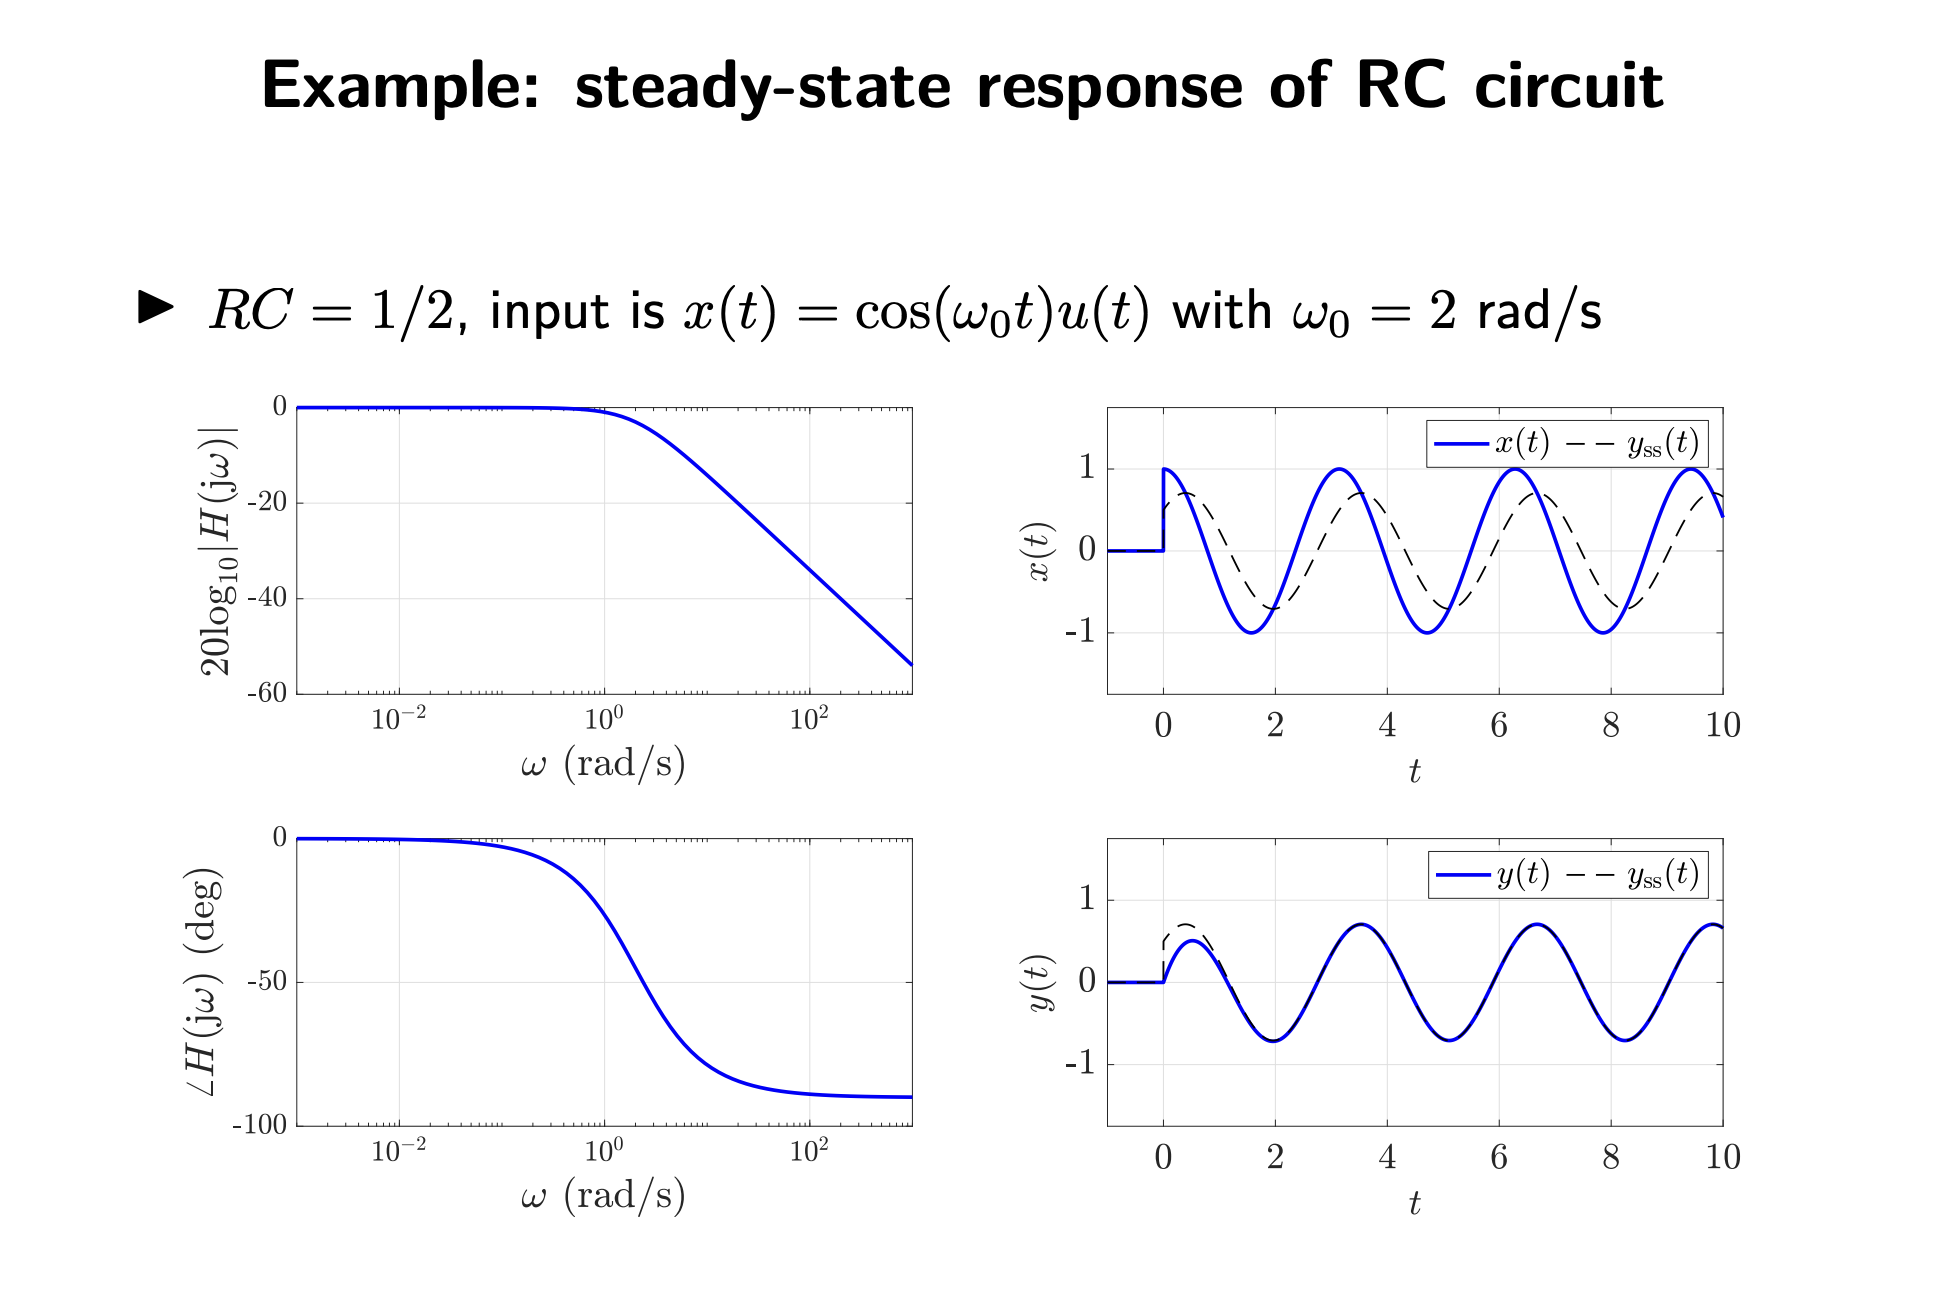 Example: steady-state response of RC circuit
▶ RC = 1/2, input is x(t) = cos(ω₀t)u(t) with ω₀ = 2 rad/s
20log₁₀|H(jω)|
0
-20
-40
-60
10⁻² 10⁰ 10²
ω (rad/s)
x(t)
1
0
-1
x(t) -- yₛₛ(t)
0 2 4 6 8 10
t
∠H(jω) (deg)
0
-50
-100
10⁻² 10⁰ 10²
ω (rad/s)
y(t)
1
0
-1
y(t) -- yₛₛ(t)
0 2 4 6 8 10
t